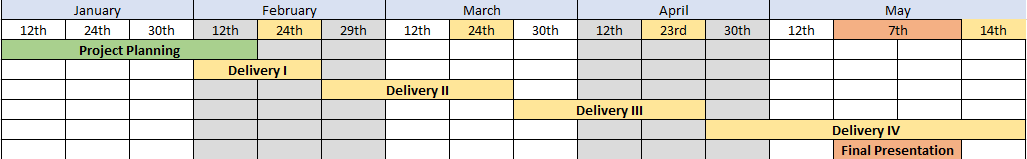 January February March April May
12th 24th 30th 12th 24th 29th 12th 24th 30th 12th 23rd 30th 12th 7th 14th
Project Planning
Delivery I
Delivery II
Delivery III
Delivery IV
Final Presentation